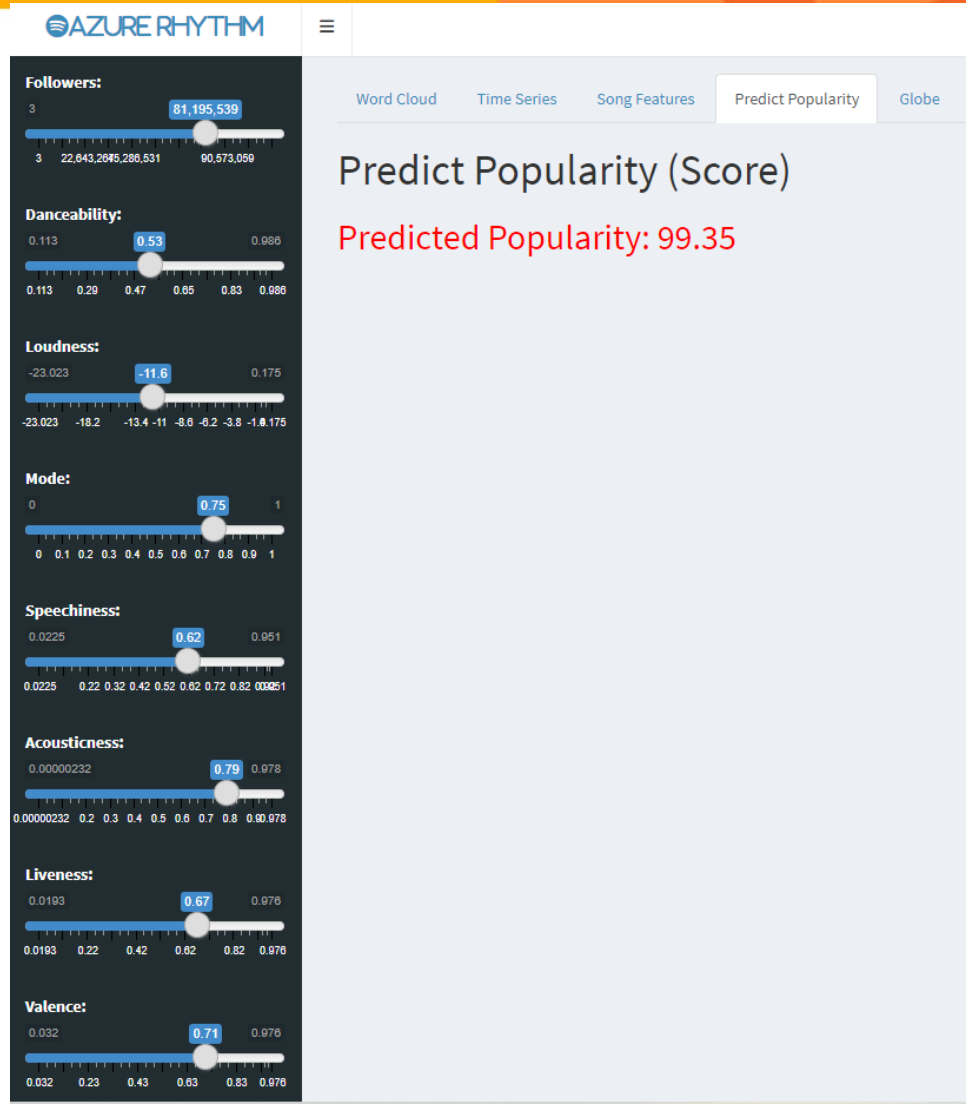 AZURE RHYTHM
Word Cloud Time Series Song Features Predict Popularity Globe
Predict Popularity (Score)
Predicted Popularity: 99.35
Followers:
3 81,195,539
3 90,573,059
Danceability:
0.113 0.53 0.986
0.113 0.29 0.47 0.65 0.83 0.986
Loudness:
-23.023 -11.6 0.175
-23.023 -18.2 -13.4 -11 -8.6 -6.2 -3.8
Mode:
0 0.75 1
0 0.1 0.2 0.3 0.4 0.5 0.6 0.7 0.8 0.9 1
Speechiness:
0.0225 0.62 0.951
0.0225 0.22 0.32 0.42 0.52 0.62 0.72 0.82
Acousticness:
0.00000232 0.79 0.978
0.00000232 0.2 0.3 0.4 0.5 0.6 0.7 0.8
Liveness:
0.0193 0.67 0.976
0.0193 0.22 0.42 0.62 0.82 0.976
Valence:
0.032 0.71 0.976
0.032 0.23 0.43 0.63 0.83 0.976